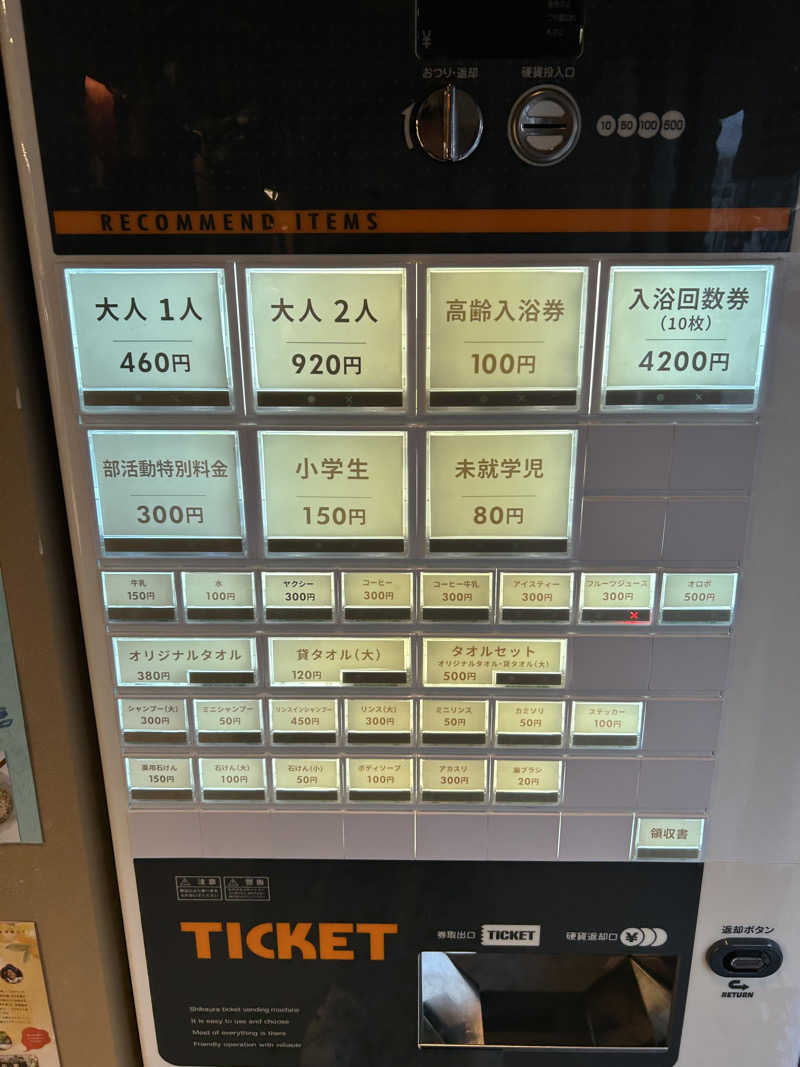 ¥
おつり・返却
硬貨投入口
10 50 100 500
RECOMMEND ITEMS
大人 1人
460円
大人 2人
920円
高齢入浴券
100円
入浴回数券
(10枚)
4200円
部活動特別料金
300円
小学生
150円
未就学児
80円
牛乳
150円
水
100円
ヤクシー
300円
コーヒー
300円
コーヒー牛乳
300円
アイスティー
300円
フルーツジュース
300円
オロポ
500円
オリジナルタオル
380円
貸タオル(大)
120円
タオルセット
オリジナルタオル・貸タオル(大)
500円
シャンプー(大)
300円
ミニシャンプー
50円
リンスインシャンプー
450円
リンス(大)
300円
ミニリンス
50円
カミソリ
50円
ステッカー
100円
薬用石けん
150円
石けん(大)
100円
石けん(小)
50円
ボディソープ
100円
アカスリ
300円
歯ブラシ
20円
領収書
注意
警告
TICKET
券取出口 TICKET
硬貨返却口 ¥
返却ボタン
RETURN
Shibaura ticket vending machine
It is easy to use and choose
Most of everything is there
Friendly operation with reliable